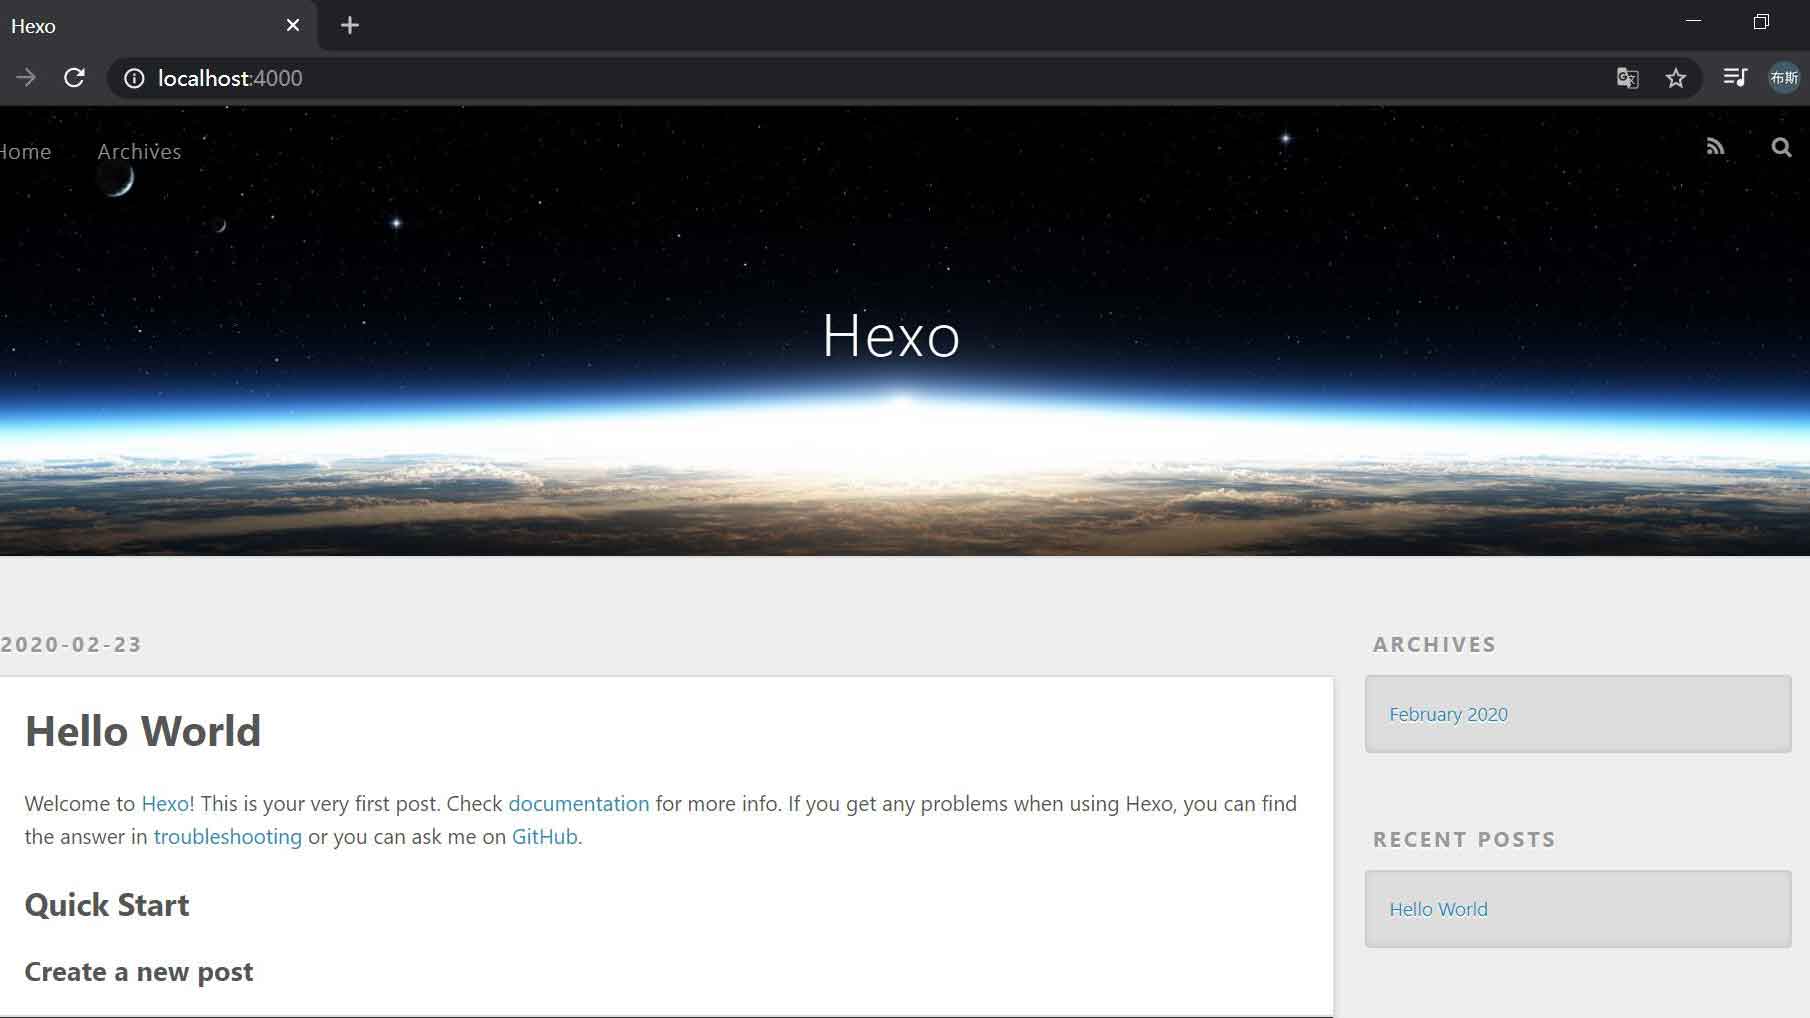 Hexo
localhost:4000
布斯
Home
Archives
Hexo
2020-02-23
Hello World
Welcome to Hexo! This is your very first post. Check documentation for more info. If you get any problems when using Hexo, you can find
the answer in troubleshooting or you can ask me on GitHub.
Quick Start
Create a new post
ARCHIVES
February 2020
RECENT POSTS
Hello World